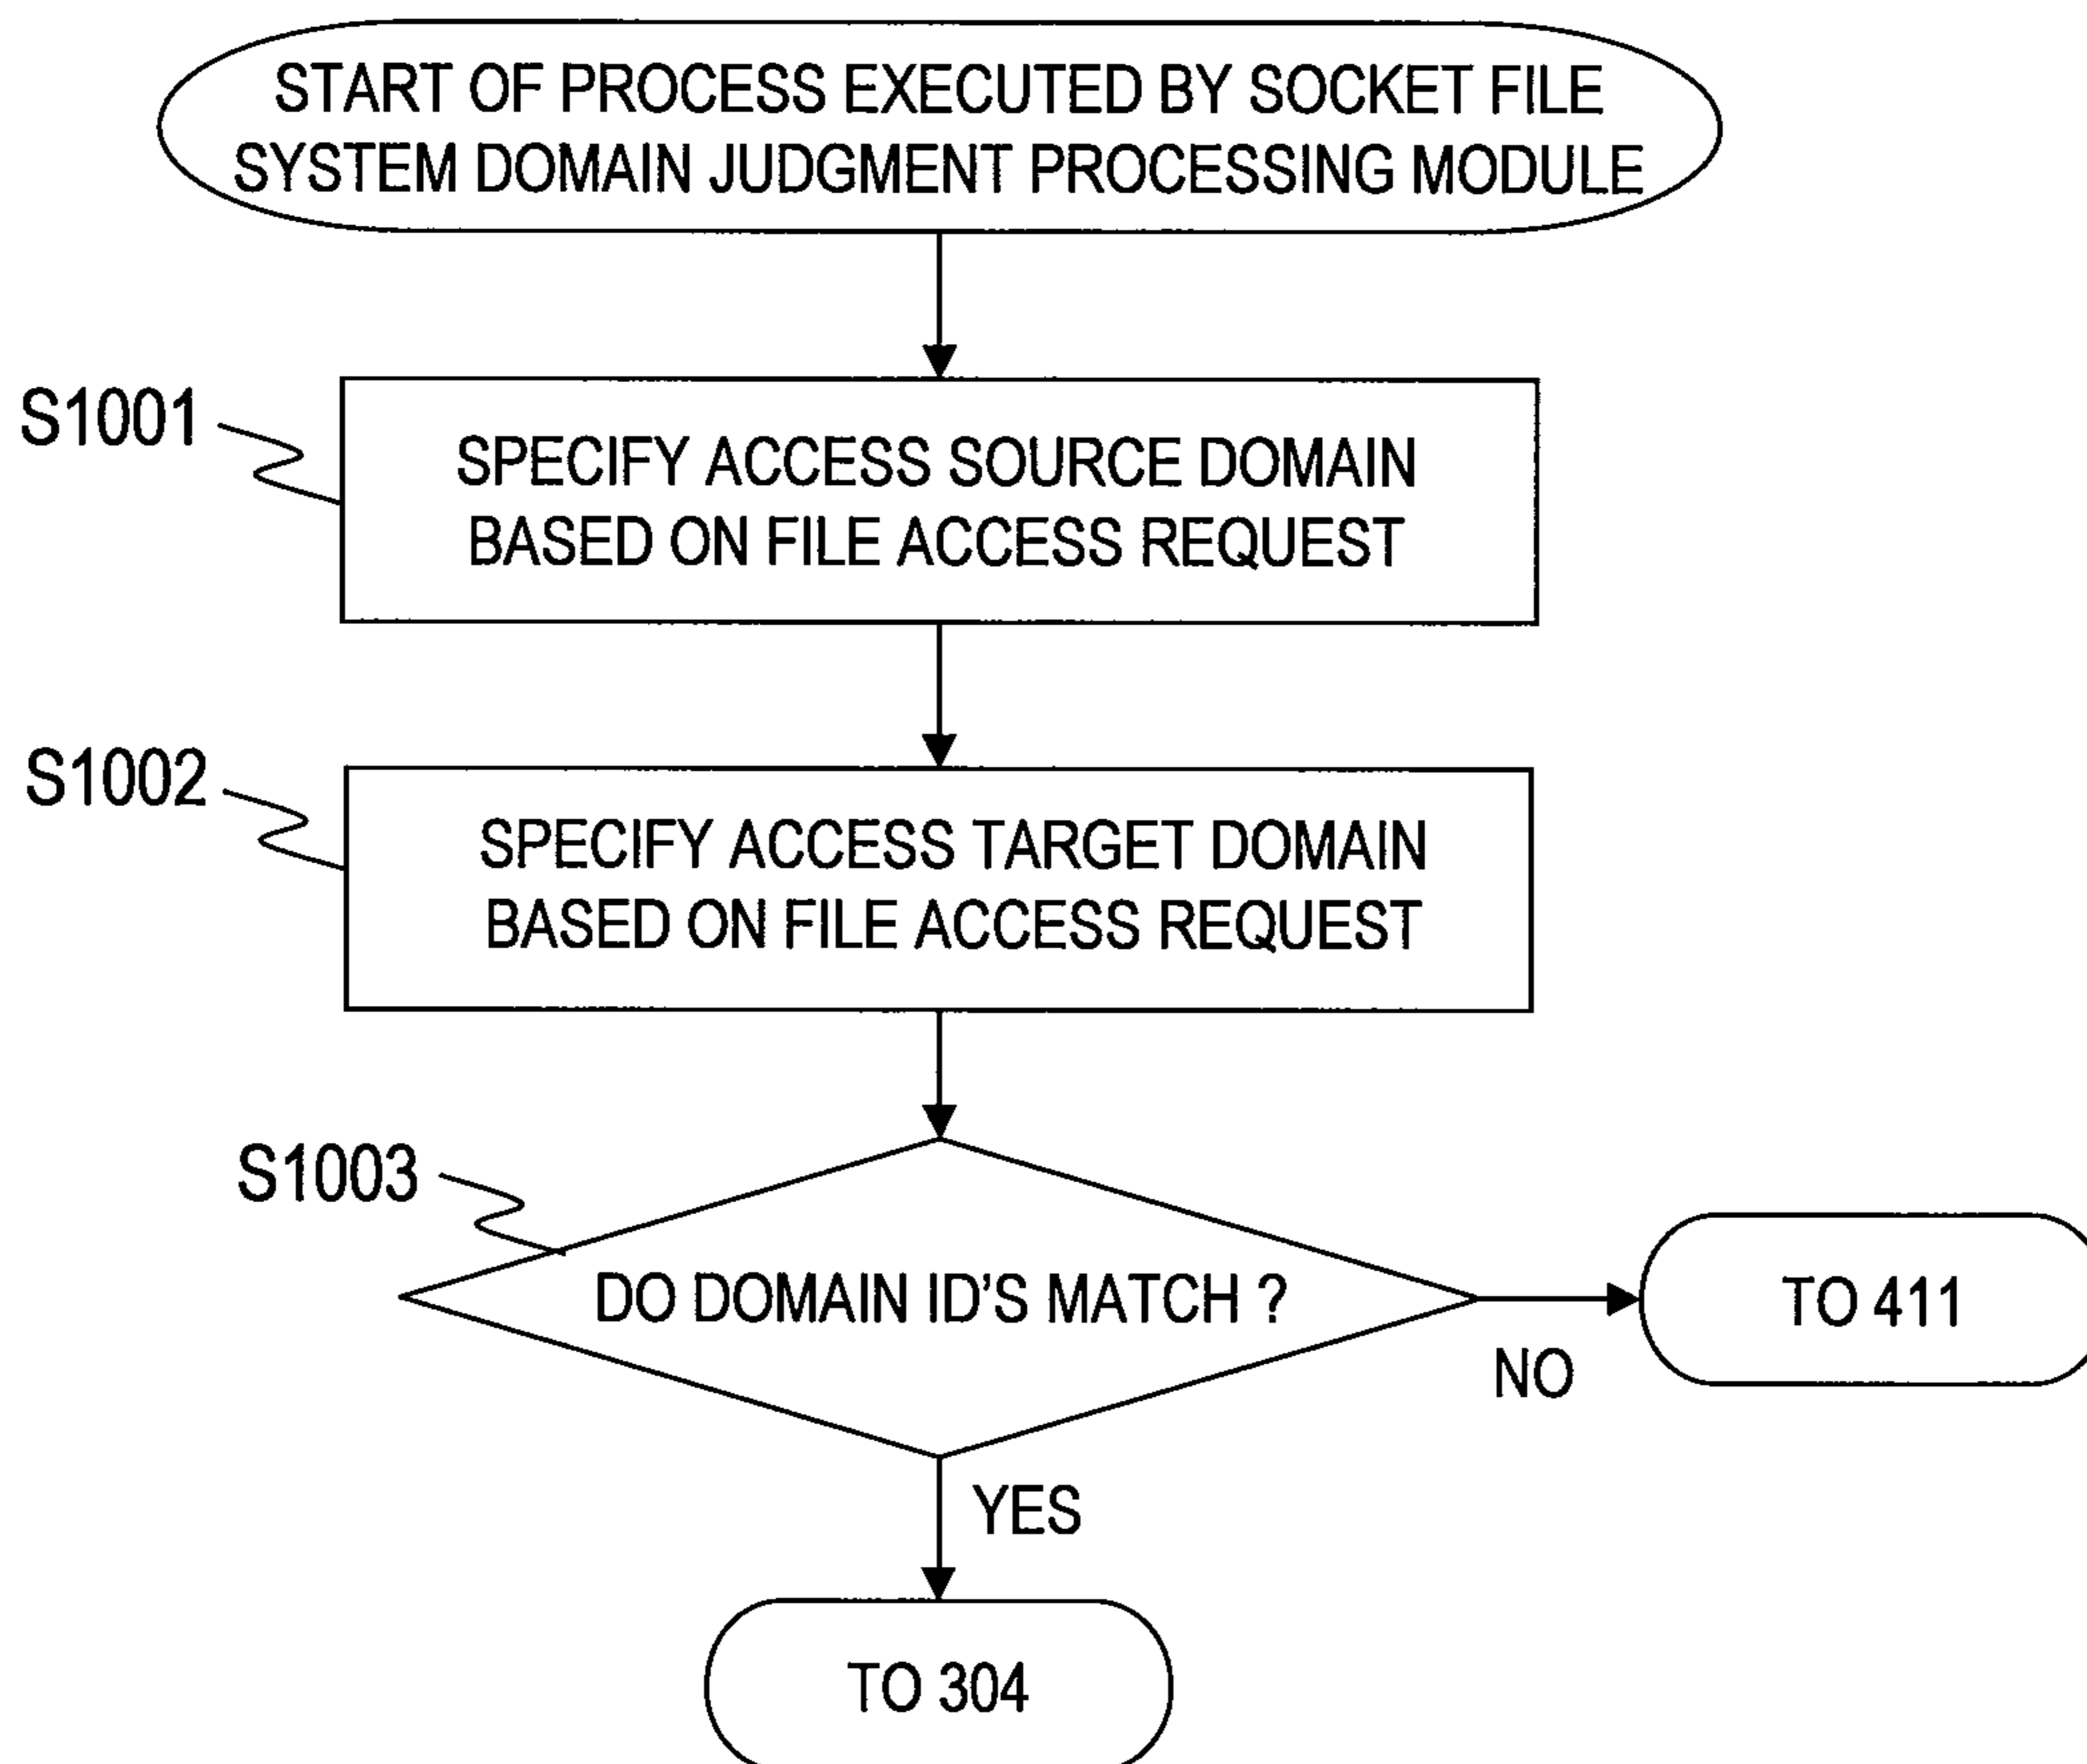 START OF PROCESS EXECUTED BY SOCKET FILE
SYSTEM DOMAIN JUDGMENT PROCESSING MODULE
S1001
SPECIFY ACCESS SOURCE DOMAIN
BASED ON FILE ACCESS REQUEST
S1002
SPECIFY ACCESS TARGET DOMAIN
BASED ON FILE ACCESS REQUEST
S1003
DO DOMAIN ID'S MATCH ?
TO 411
NO
YES
TO 304